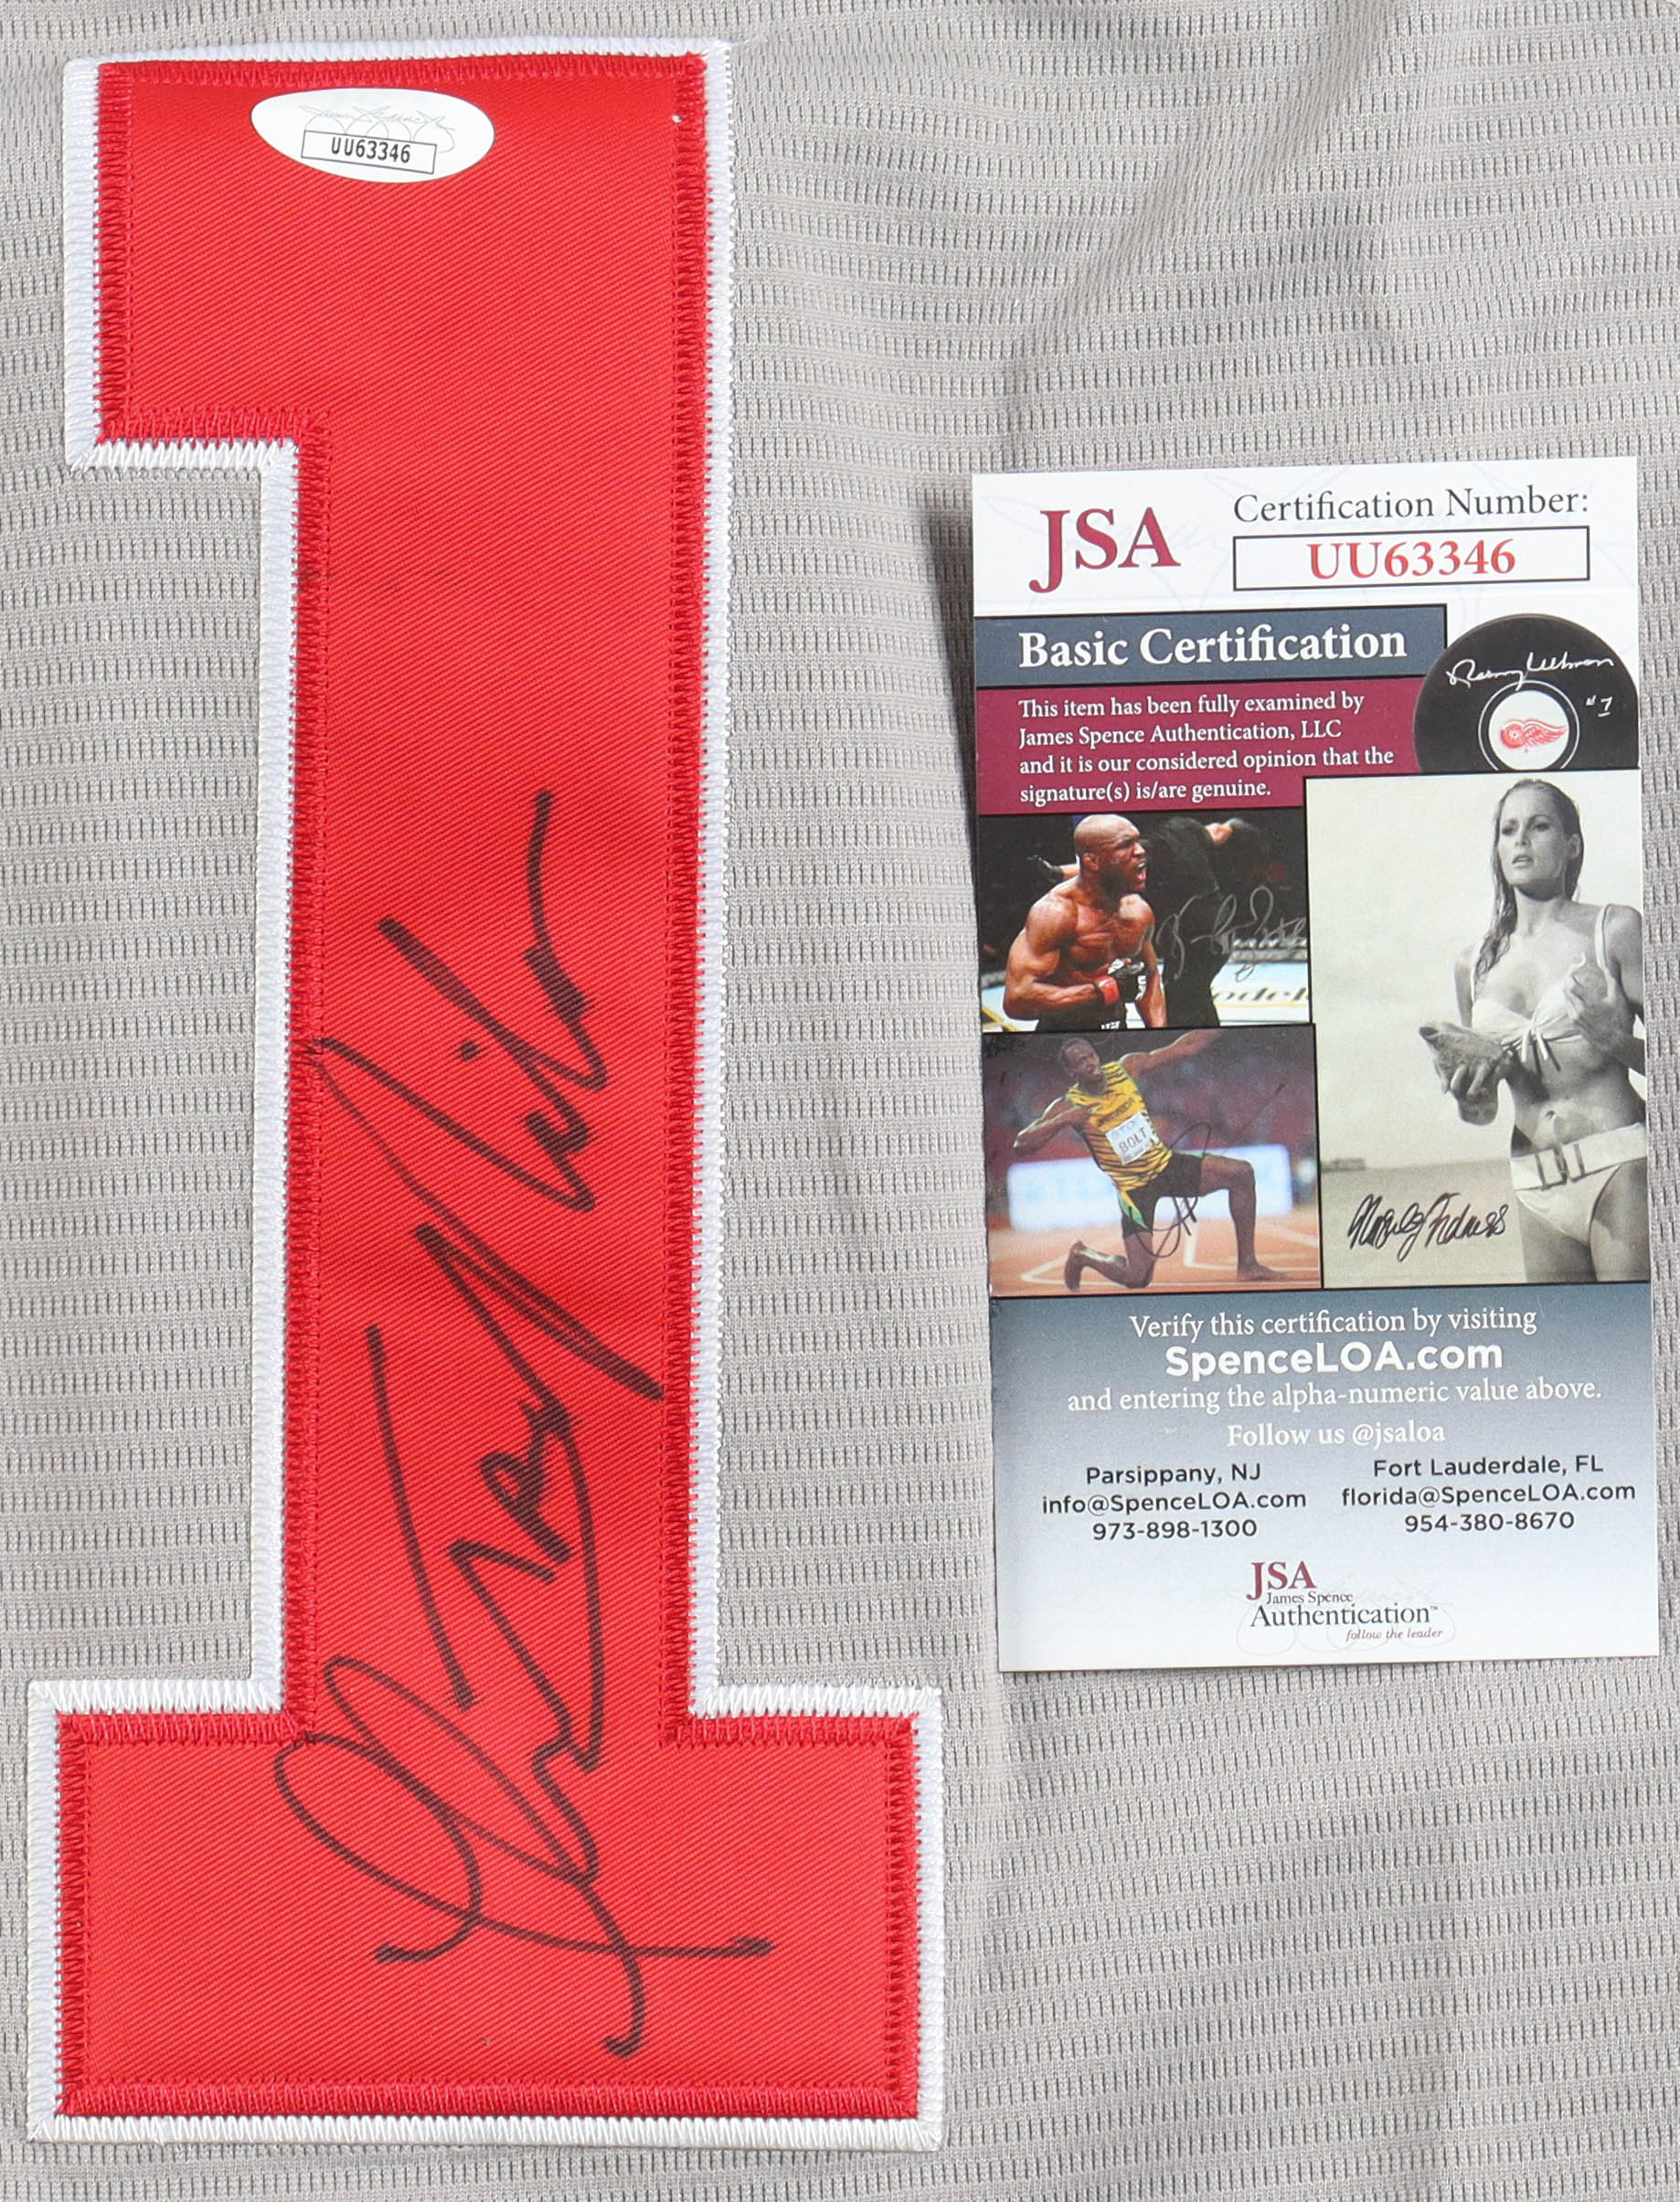 UU63346
JSA
Certification Number:
UU63346
Basic Certification
This item has been fully examined by
James Spence Authentication, LLC
and it is our considered opinion that the
signature(s) is/are genuine.
#7
BOLT
Verify this certification by visiting
SpenceLOA.com
and entering the alpha-numeric value above.
Follow us @jsaloa
Parsippany, NJ
info@SpenceLOA.com
973-898-1300
Fort Lauderdale, FL
florida@SpenceLOA.com
954-380-8670
JSA
James Spence
Authentication™
follow the leader